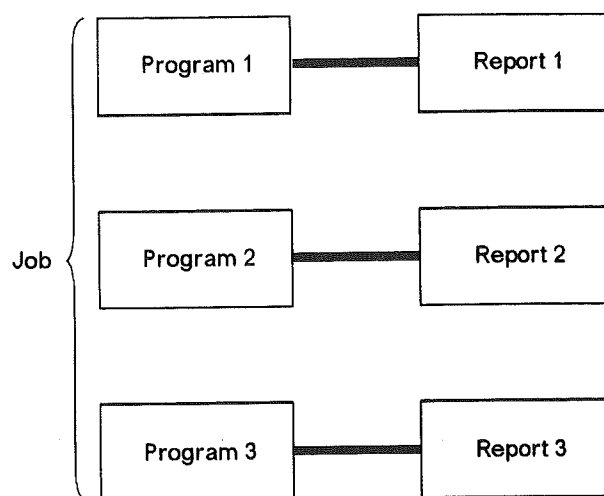 Program 1
Report 1
Job
Program 2
Report 2
Program 3
Report 3